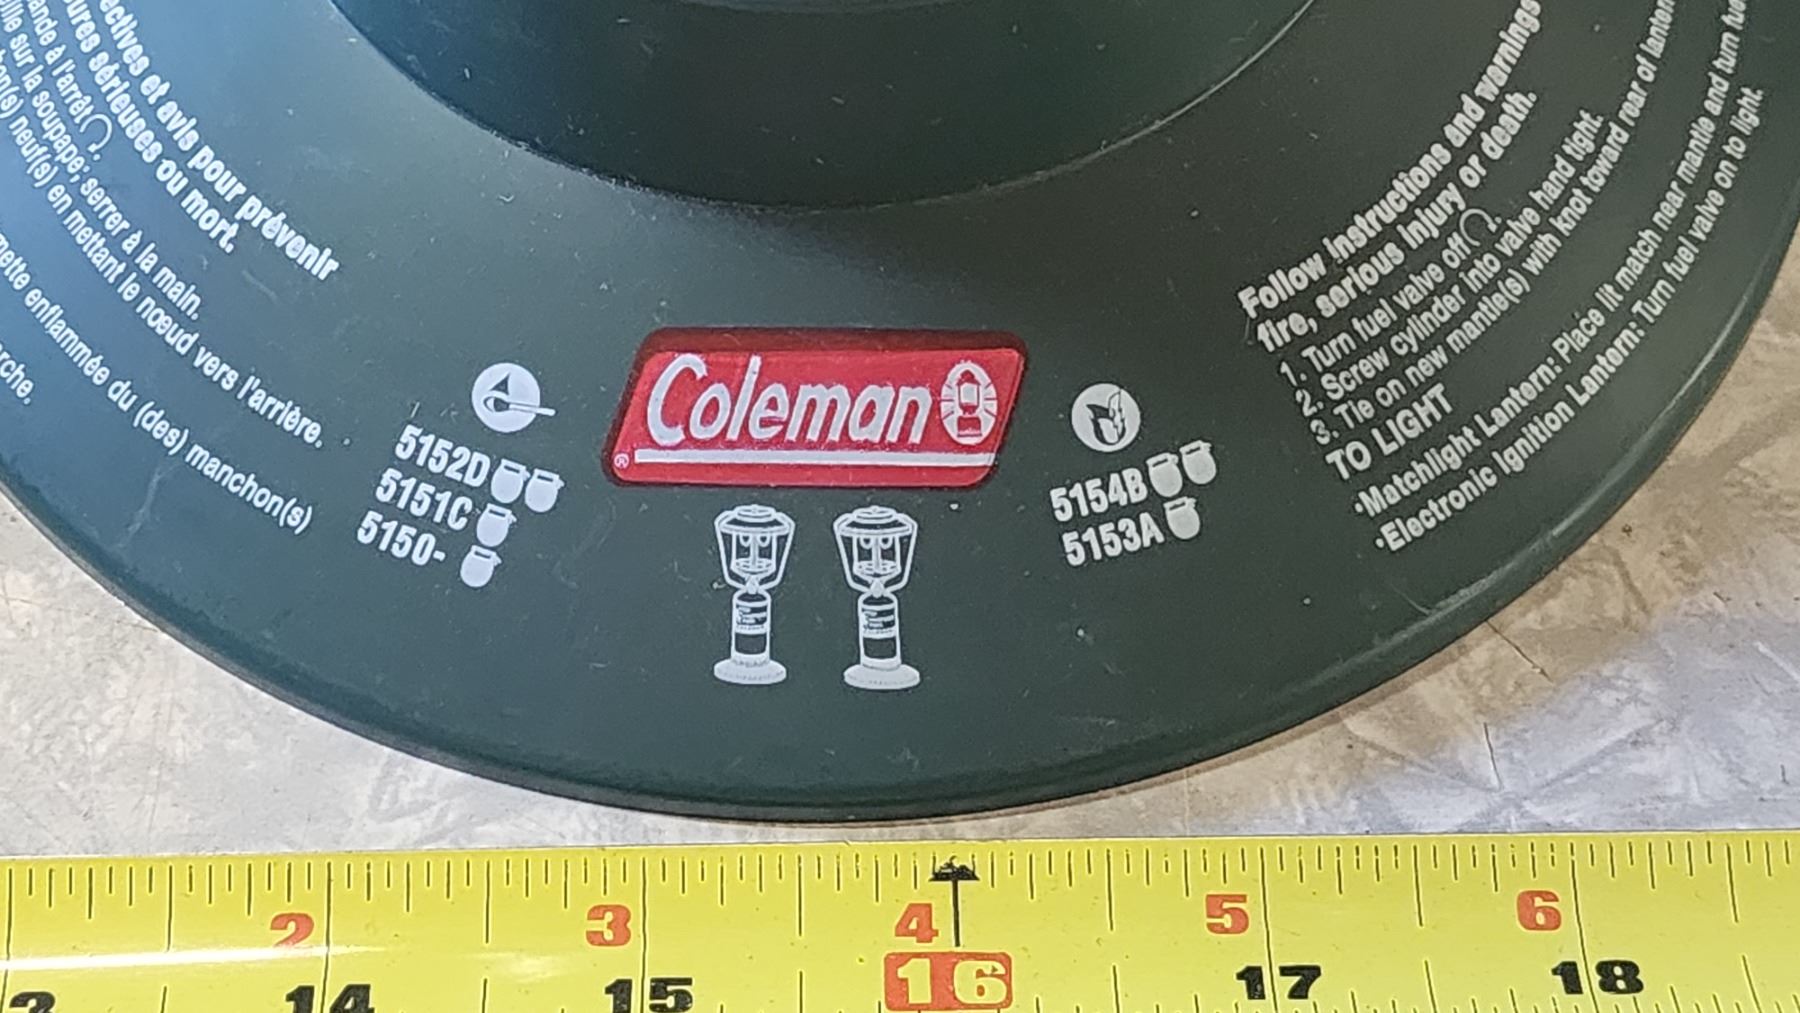 ectives et avis pour prévenir
ures sérieuses ou mort.
ande à l'arrêt
sur la soupape; serrer à la main.
neuf(s) en mettant le nœud vers l'arrière.
enflammée du (des) manchon(s)
rche.
5152D
5151C
5150-
Coleman
®
5154B
5153A
Follow instructions and warnings
fire, serious injury or death.
1. Turn fuel valve off
2. Screw cylinder into valve hand tight.
3. Tie on new mantle(s) with knot toward rear of lantern
TO LIGHT
·Matchlight Lantern: Place lit match near mantle and turn
·Electronic Ignition Lantern: Turn fuel valve on to light.
2 3 4 5 6
14 15 16 17 18